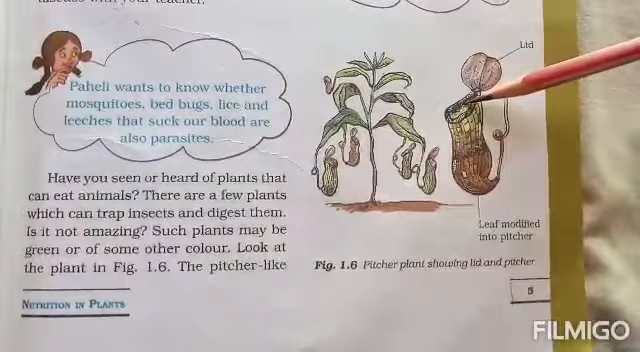 discuss with your teacher.
Paheli wants to know whether
mosquitoes, bed bugs, lice and
leeches that suck our blood are
also parasites.
Have you seen or heard of plants that
can eat animals? There are a few plants
which can trap insects and digest them.
Is it not amazing? Such plants may be
green or of some other colour. Look at
the plant in Fig. 1.6. The pitcher-like
Lid
Leaf modified
into pitcher
Fig. 1.6 Pitcher plant showing lid and pitcher
NUTRITION IN PLANTS
5
FILMIGO